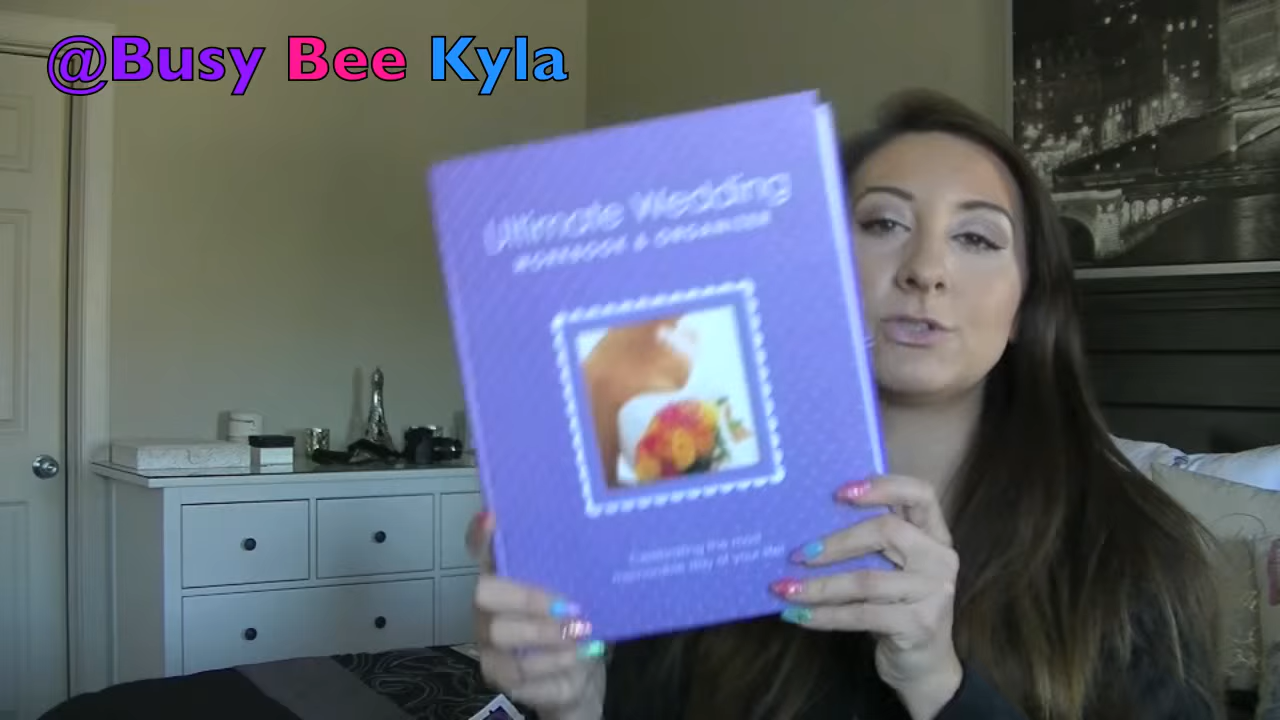 @Busy Bee Kyla
Ultimate Wedding
WORKBOOK & ORGANIZER
Celebrating the most
memorable day of your life!